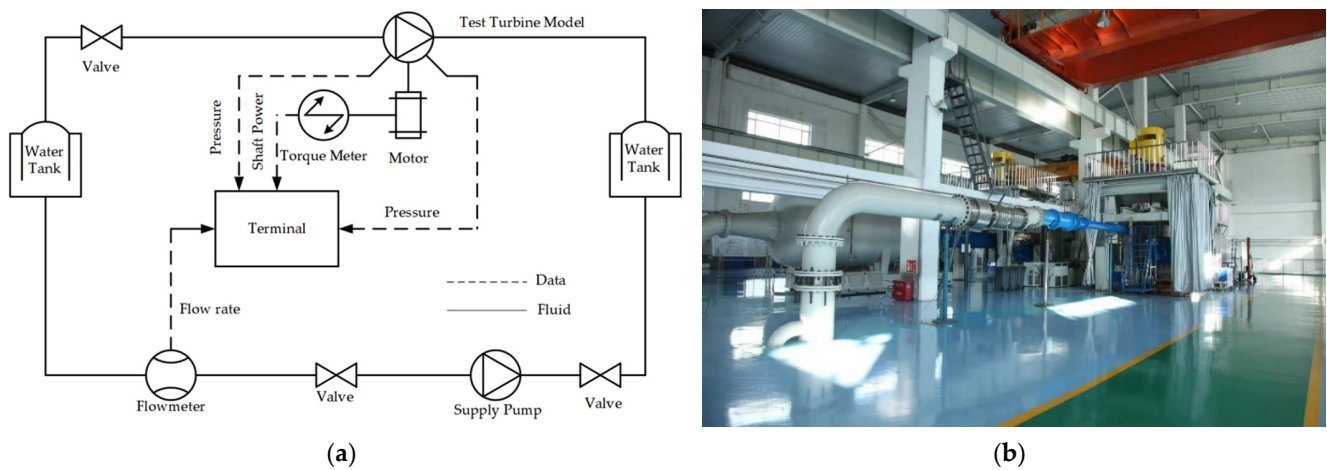 Test Turbine Model
Valve
Pressure
Shaft Power
Water
Tank
Torque Meter
Motor
Water
Tank
Pressure
Terminal
Data
Flow rate
Fluid
Flowmeter
Valve
Supply Pump
Valve
(a)
(b)